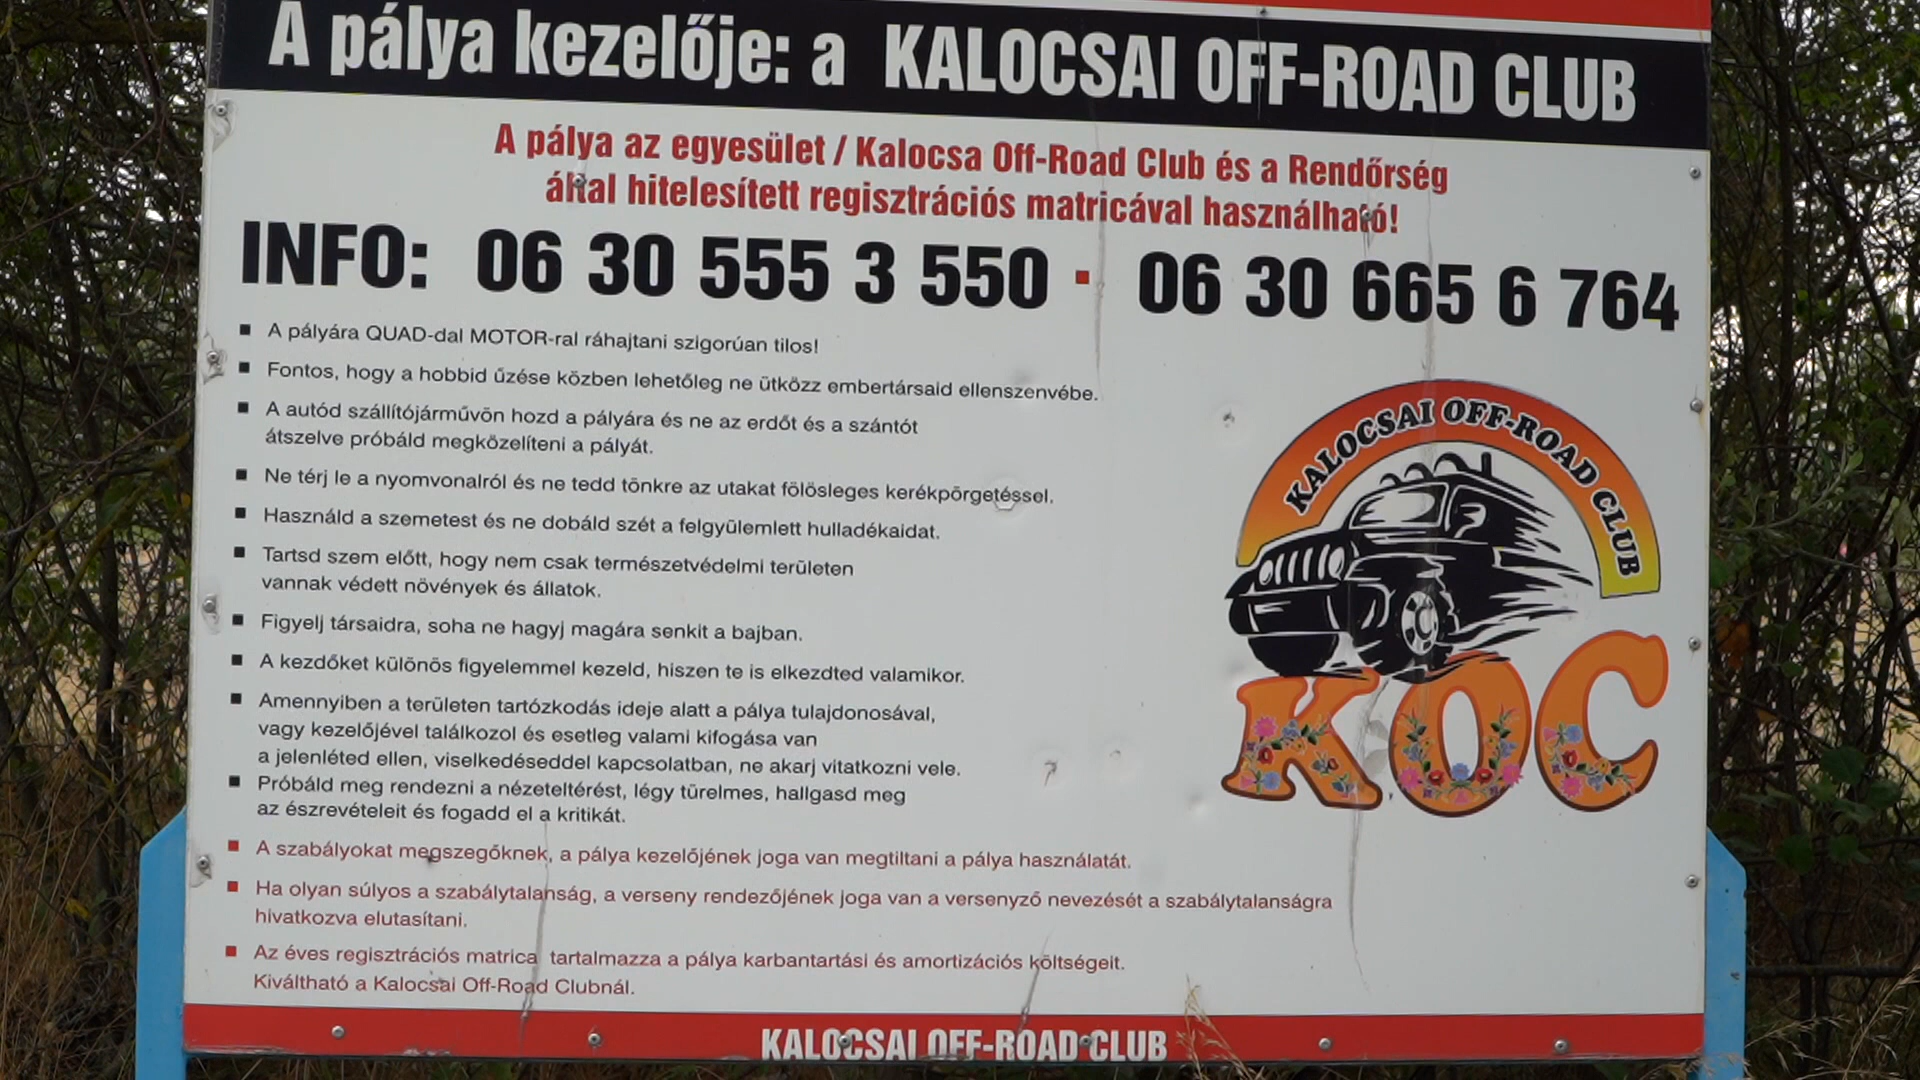 A pálya kezelője: a KALOCSAI OFF-ROAD CLUB
A pálya az egyesület / Kalocsa Off-Road Club és a Rendőrség
által hitelesített regisztrációs matricával használható!
INFO: 06 30 555 3 550 ▪ 06 30 665 6 764
▪ A pályára QUAD-dal MOTOR-ral ráhajtani szigorúan tilos!
▪ Fontos, hogy a hobbid űzése közben lehetőleg ne ütközz embertársaid ellenszenvébe.
▪ A autód szállítójárművön hozd a pályára és ne az erdőt és a szántót
átszelve próbáld megközelíteni a pályát.
▪ Ne térj le a nyomvonalról és ne tedd tönkre az utakat fölösleges kerékpörgetéssel.
▪ Használd a szemetest és ne dobáld szét a felgyülemlett hulladékaidat.
▪ Tartsd szem előtt, hogy nem csak természetvédelmi területen
vannak védett növények és állatok.
▪ Figyelj társaidra, soha ne hagyj magára senkit a bajban.
▪ A kezdőket különös figyelemmel kezeld, hiszen te is elkezdted valamikor.
▪ Amennyiben a területen tartózkodás ideje alatt a pálya tulajdonosával,
vagy kezelőjével találkozol és esetleg valami kifogása van
a jelenléted ellen, viselkedéseddel kapcsolatban, ne akarj vitatkozni vele.
▪ Próbáld meg rendezni a nézeteltérést, légy türelmes, hallgasd meg
az észrevételeit és fogadd el a kritikát.
▪ A szabályokat megszegőknek, a pálya kezelőjének joga van megtiltani a pálya használatát.
▪ Ha olyan súlyos a szabálytalanság, a verseny rendezőjének joga van a versenyző nevezését a szabálytalanságra
hivatkozva elutasítani.
▪ Az éves regisztrációs matrica tartalmazza a pálya karbantartási és amortizációs költségeit.
Kiváltható a Kalocsai Off-Road Clubnál.
KALOCSAI OFF-ROAD CLUB
KOC
KALOCSAI OFF-ROAD CLUB